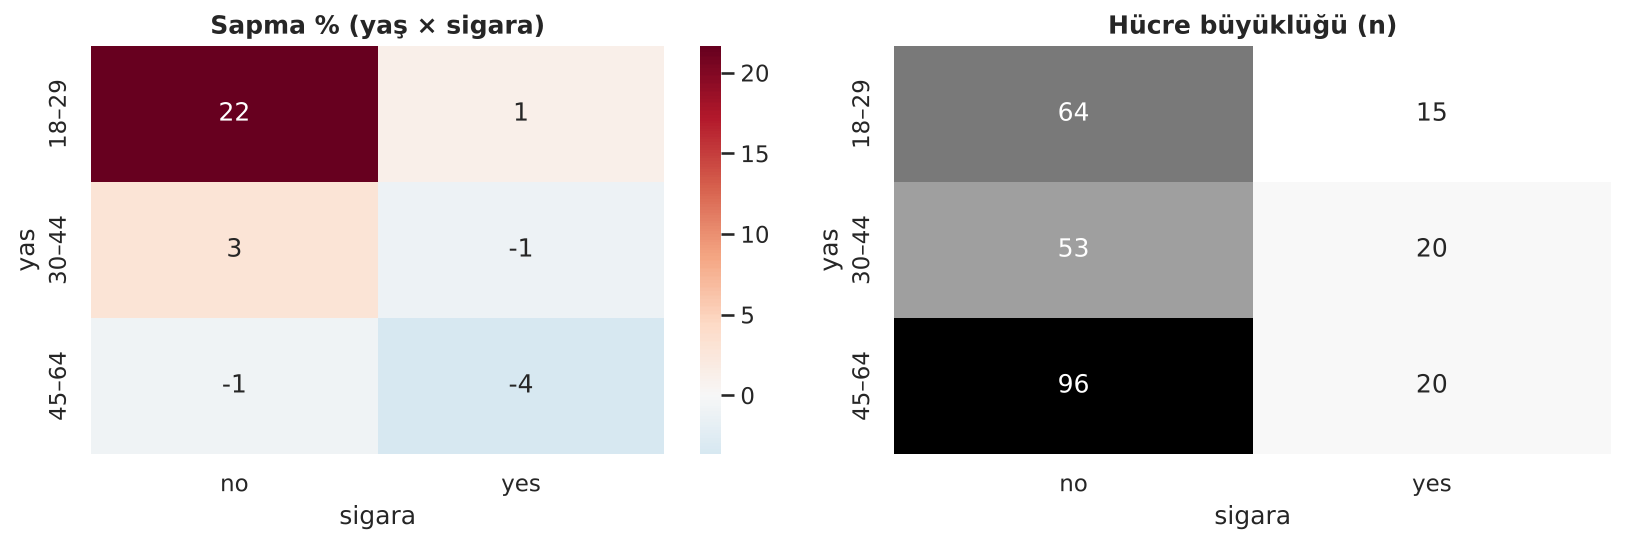 Sapma % (yaş × sigara)
18–29
30–44
45–64
yas
22
1
3
-1
-1
-4
no
yes
sigara
20
15
10
5
0
Hücre büyüklüğü (n)
18–29
30–44
45–64
yas
64
15
53
20
96
20
no
yes
sigara